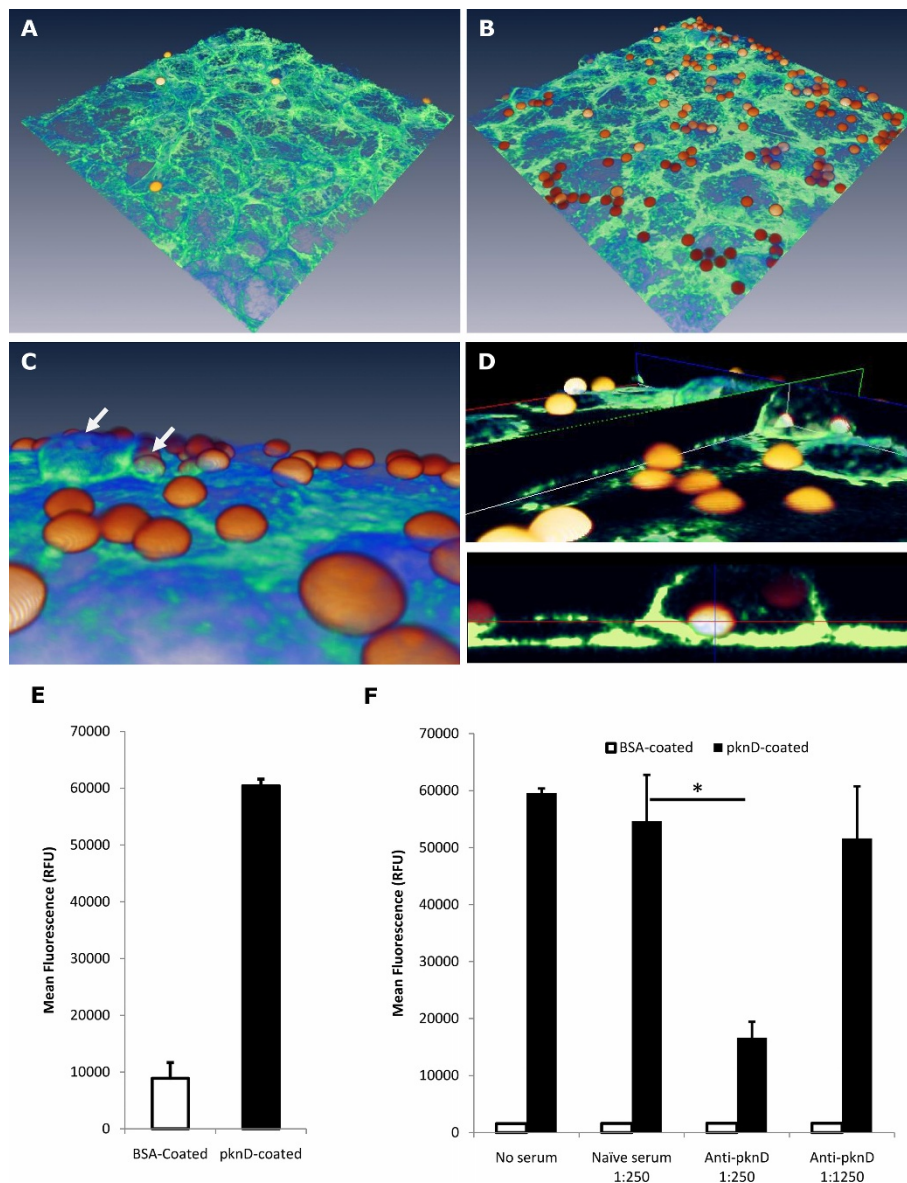 A
B
C
D
E
F
70000
60000
50000
40000
30000
20000
10000
0
Mean Fluorescence (RFU)
BSA-Coated
pknD-coated
70000
60000
50000
40000
30000
20000
10000
0
Mean Fluorescence (RFU)
BSA-coated
pknD-coated
*
No serum
Naïve serum
1:250
Anti-pknD
1:250
Anti-pknD
1:1250